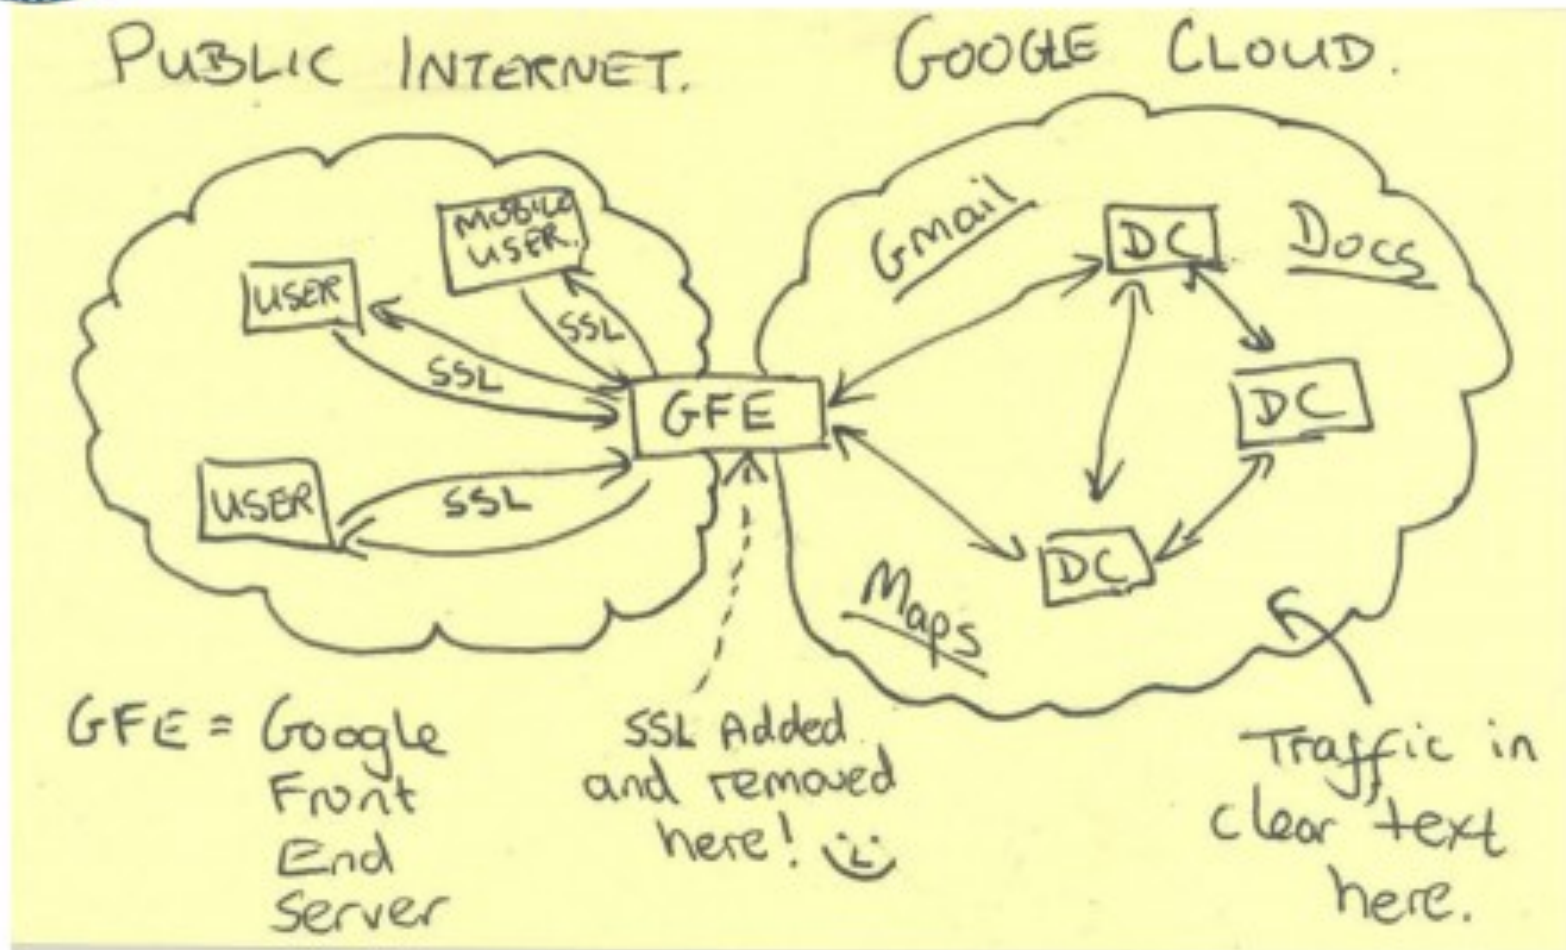 PUBLIC INTERNET.
GOOGLE CLOUD.
MOBILE
USER.
USER
SSL
SSL
USER
SSL
GFE
Gmail
DC
Docs
DC
DC
Maps
GFE = Google
Front
End
Server
SSL Added
and removed
here!
Traffic in
clear text
here.